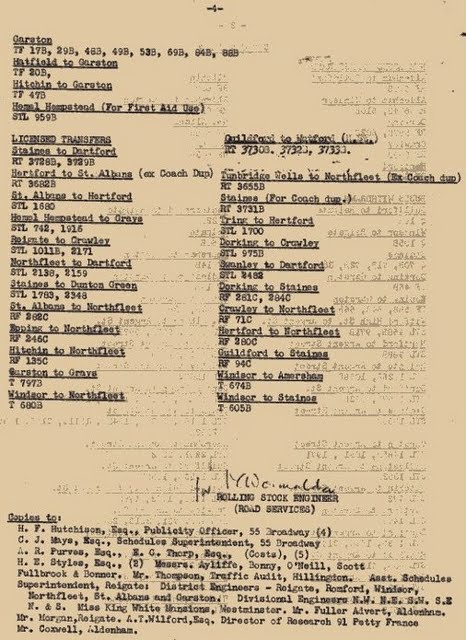 -4-
Garston
TF 17B, 29B, 48B, 49B, 53B, 69B, 84B, 88B
Hatfield to Garston
TF 20B,
Hitchin to Garston
TF 47B
Hemel Hempstead (For First Aid Use)
STL 959B
LICENSED TRANSFERS
Staines to Dartford
RT 3728B, 3729B
Hertford to St. Albans (ex Coach Dup)
RT 3682B
St. Albans to Hertford
STL 1680
Hemel Hempstead to Grays
STL 742, 1916
Reigate to Crawley
STL 1011B, 2171
Northfleet to Dartford
STL 2138, 2159
Staines to Dunton Green
STL 1783, 2348
St. Albans to Northfleet
RF 282C
Epping to Northfleet
RF 246C
Hitchin to Northfleet
RF 135C
Garston to Grays
T 797B
Windsor to Northfleet
T 680B
Guildford to Watford
RT 3730B, 3732B, 3733B.
Tunbridge Wells to Northfleet (Ex Coach dup)
RT 3655B
Staines (For Coach dup.)
RT 3731B
Tring to Hertford
STL 1700
Dorking to Crawley
STL 975B
Swanley to Dartford
STL 2482
Dorking to Staines
RF 281C, 284C
Crawley to Northfleet
RF 71C
Hertford to Northfleet
RF 280C
Guildford to Staines
RF 94C
Windsor to Amersham
T 674B
Windsor to Staines
T 605B
for
ROLLING STOCK ENGINEER
(ROAD SERVICES)
Copies to:
H. F. Hutchison, Esq., Publicity Officer, 55 Broadway (4)
C. J. Mays, Esq., Schedules Superintendent, 55 Broadway
A. R. Purves, Esq., E. C. Thorp, Esq., (Costs), (5)
H. E. Styles, Esq., (2) Messrs. Ayliffe, Bonny, O'Neill, Scott
Fullbrook & Bonner. Mr. Thompson, Traffic Audit, Hillington. Asst. Schedules
Superintendent, Reigate: District Engineers - Reigate, Romford, Windsor,
Northfleet, St. Albans and Garston. Divisional Engineers N.W. N.E. S.W. S.E
N. & S. Miss King White Mansions, Westminster. Mr. Fuller Advert, Aldenham.
Mr. Morgan, Reigate. A.T.Wilford, Esq. Director of Research 91 Petty France
Mr. Coxwell, Aldenham.